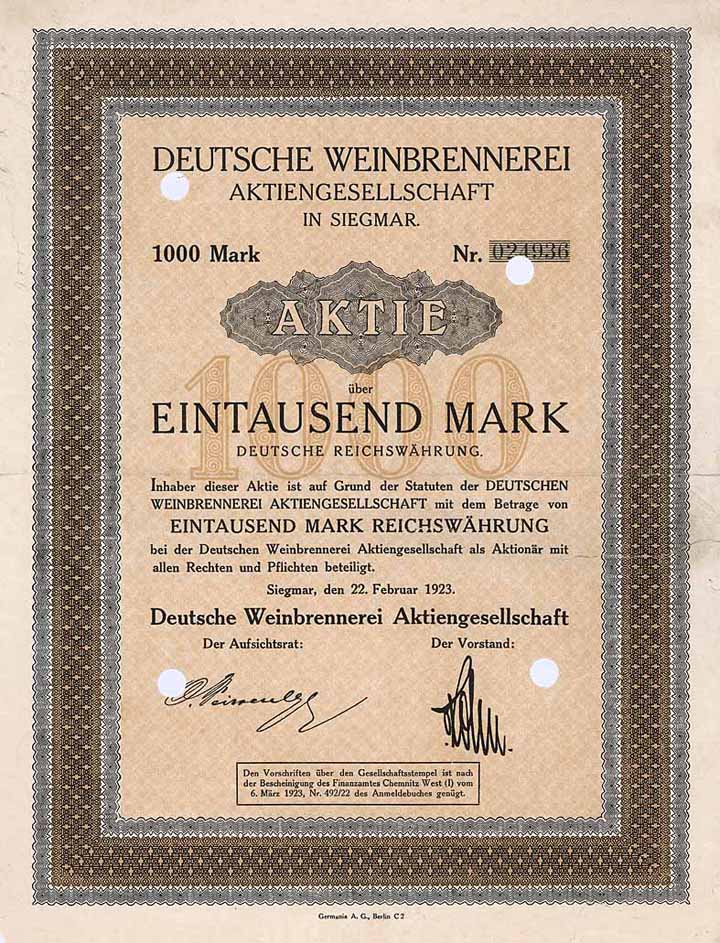 DEUTSCHE WEINBRENNEREI
AKTIENGESELLSCHAFT
IN SIEGMAR.
1000 Mark Nr. 024936
AKTIE
1000
über
EINTAUSEND MARK
DEUTSCHE REICHSWÄHRUNG.
Inhaber dieser Aktie ist auf Grund der Statuten der DEUTSCHEN
WEINBRENNEREI AKTIENGESELLSCHAFT mit dem Betrage von
EINTAUSEND MARK REICHSWÄHRUNG
bei der Deutschen Weinbrennerei Aktiengesellschaft als Aktionär mit
allen Rechten und Pflichten beteiligt.
Siegmar, den 22. Februar 1923.
Deutsche Weinbrennerei Aktiengesellschaft
Der Aufsichtsrat: Der Vorstand:
Den Vorschriften über den Gesellschaftsstempel ist nach
der Bescheinigung des Finanzamtes Chemnitz West (I) vom
6. März 1923, Nr. 492/22 des Anmeldebuches genügt.
Germania A. G., Berlin C 2